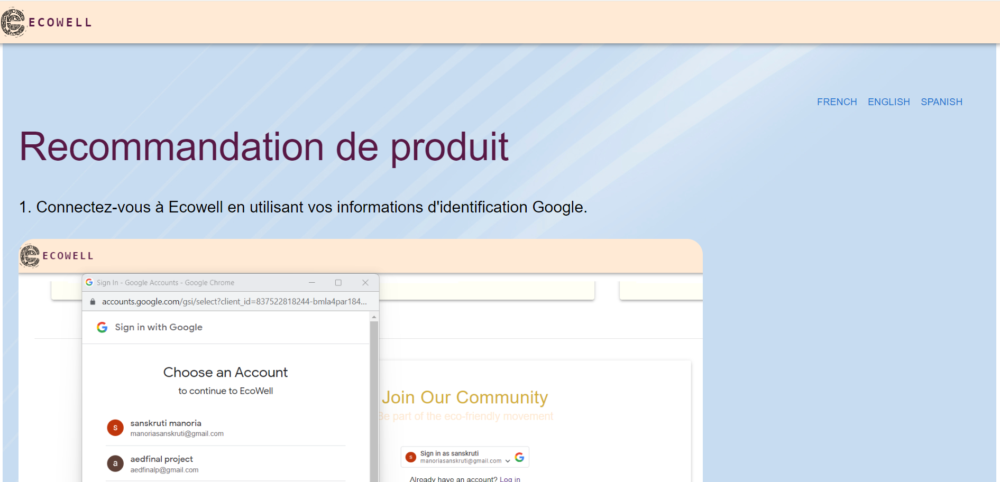 ECOWELL
FRENCH ENGLISH SPANISH
Recommandation de produit
1. Connectez-vous à Ecowell en utilisant vos informations d'identification Google.
ECOWELL
Sign In - Google Accounts - Google Chrome
accounts.google.com/gsi/select?client_id=837522818244-bmla4par184...
Sign in with Google
Choose an Account
to continue to EcoWell
s
sanskruti manoria
manoriasanskruti@gmail.com
a
aedfinal project
aedfinalp@gmail.com
Join Our Community
Be part of the eco-friendly movement
s
Sign in as sanskruti
manoriasanskruti@gmail.com
Already have an account? Log in